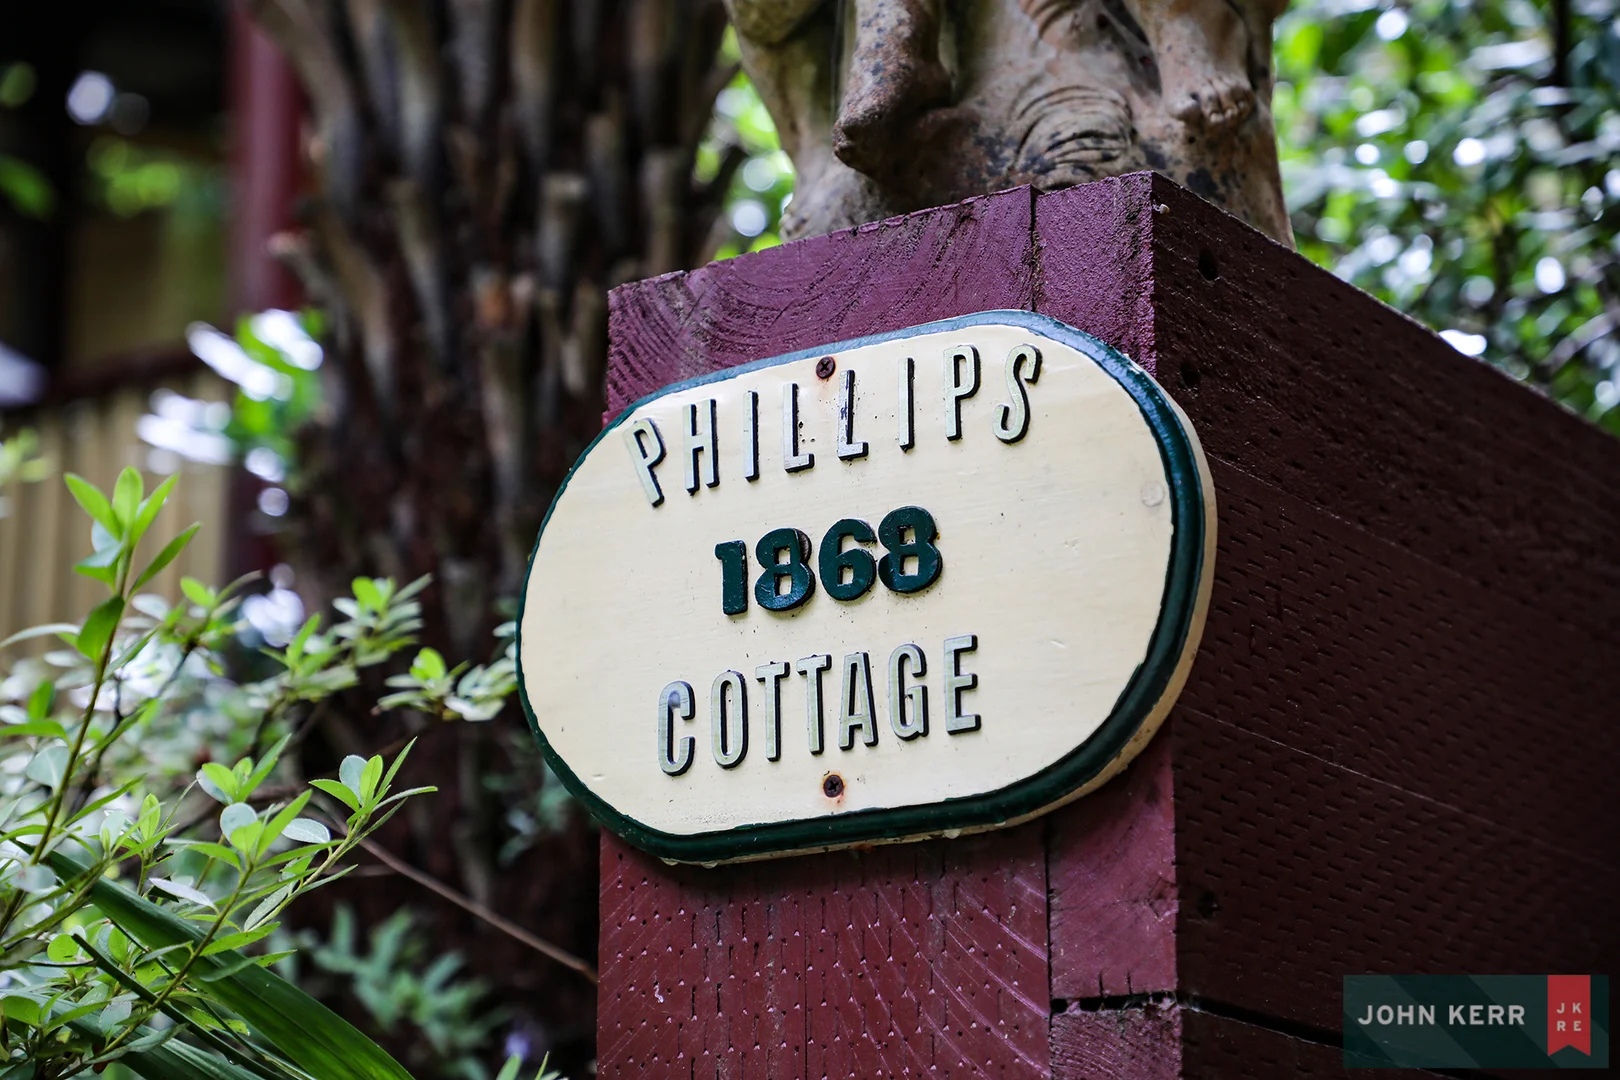 PHILLIPS
1868
COTTAGE
JOHN KERR
JK
RE